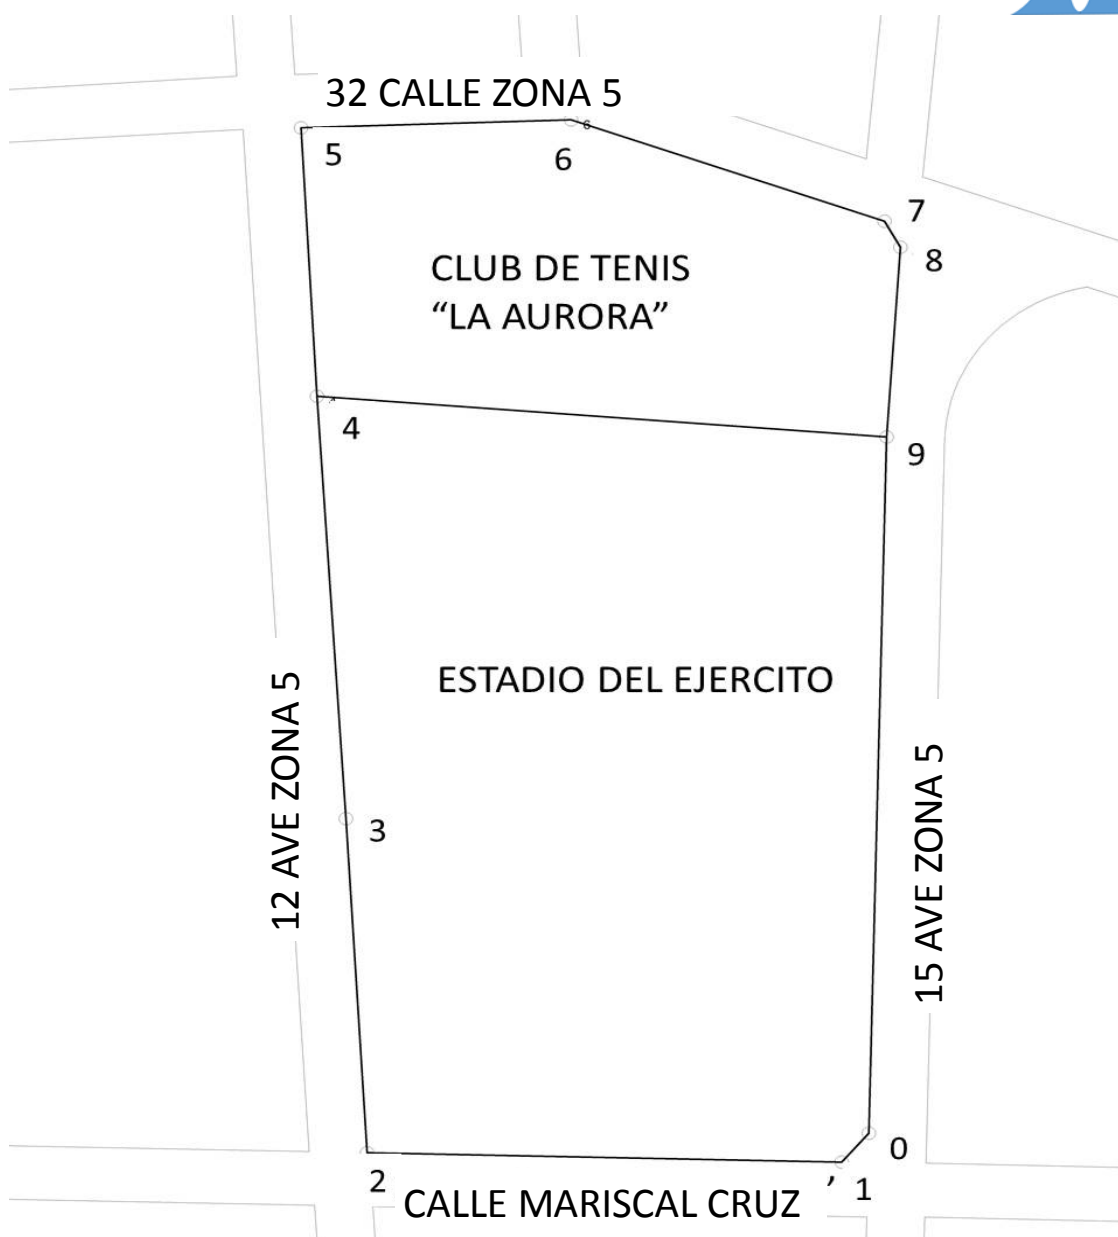 32 CALLE ZONA 5
5
6
6
7
8
CLUB DE TENIS
“LA AURORA”
4
9
ESTADIO DEL EJERCITO
12 AVE ZONA 5
15 AVE ZONA 5
3
0
1
2
CALLE MARISCAL CRUZ